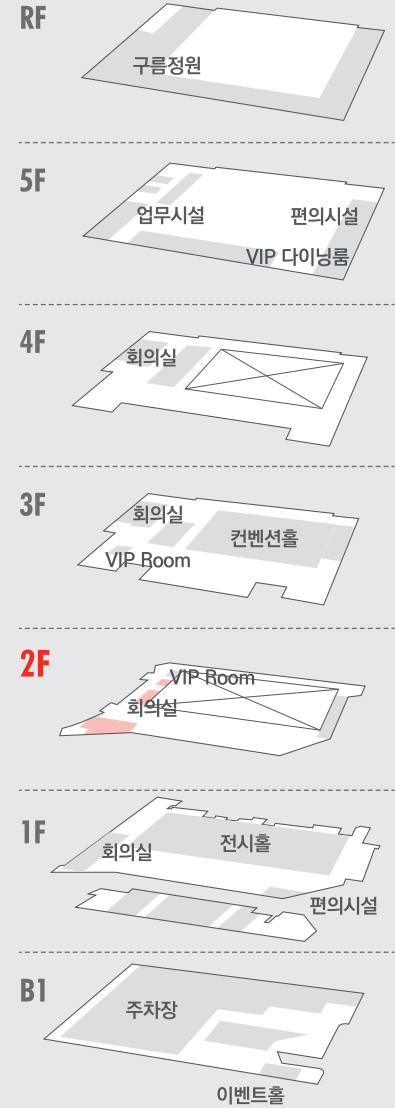 RF
구름정원
5F
업무시설
편의시설
VIP 다이닝룸
4F
회의실
3F
회의실
컨벤션홀
VIP Room
2F
VIP Room
회의실
1F
전시홀
회의실
편의시설
B1
주차장
이벤트홀